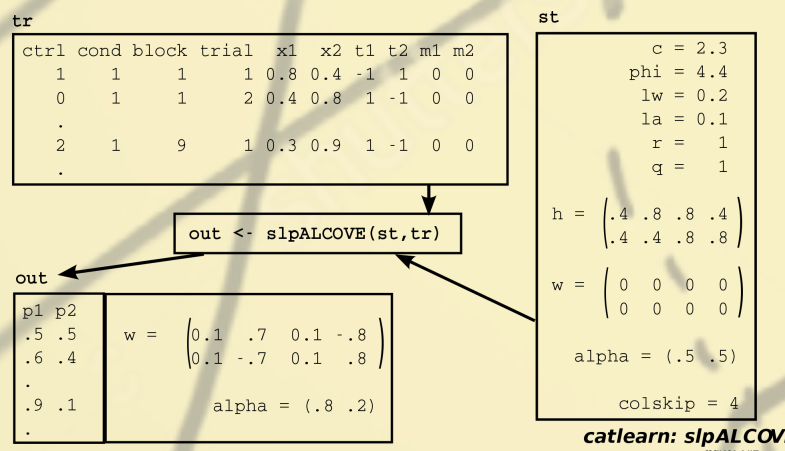 tr
ctrl cond block trial x1 x2 t1 t2 m1 m2
1 1 1 1 0.8 0.4 -1 1 0 0
0 1 1 2 0.4 0.8 1 -1 0 0
.
2 1 9 1 0.3 0.9 1 -1 0 0
.
st
c = 2.3
phi = 4.4
lw = 0.2
la = 0.1
r = 1
q = 1
h = (.4 .8 .8 .4
.4 .4 .8 .8)
w = (0 0 0 0
0 0 0 0)
alpha = (.5 .5)
colskip = 4
out <- slpALCOVE(st,tr)
out
p1 p2
.5 .5
.6 .4
.
.9 .1
.
w = (0.1 .7 0.1 -.8
0.1 -.7 0.1 .8)
alpha = (.8 .2)
catlearn: slpALCOV